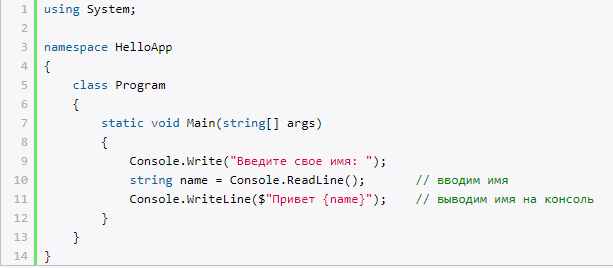 1 using System;
2
3 namespace HelloApp
4 {
5     class Program
6     {
7         static void Main(string[] args)
8         {
9             Console.Write("Введите свое имя: ");
10             string name = Console.ReadLine();       // вводим имя
11             Console.WriteLine($"Привет {name}");    // выводим имя на консоль
12         }
13     }
14 }